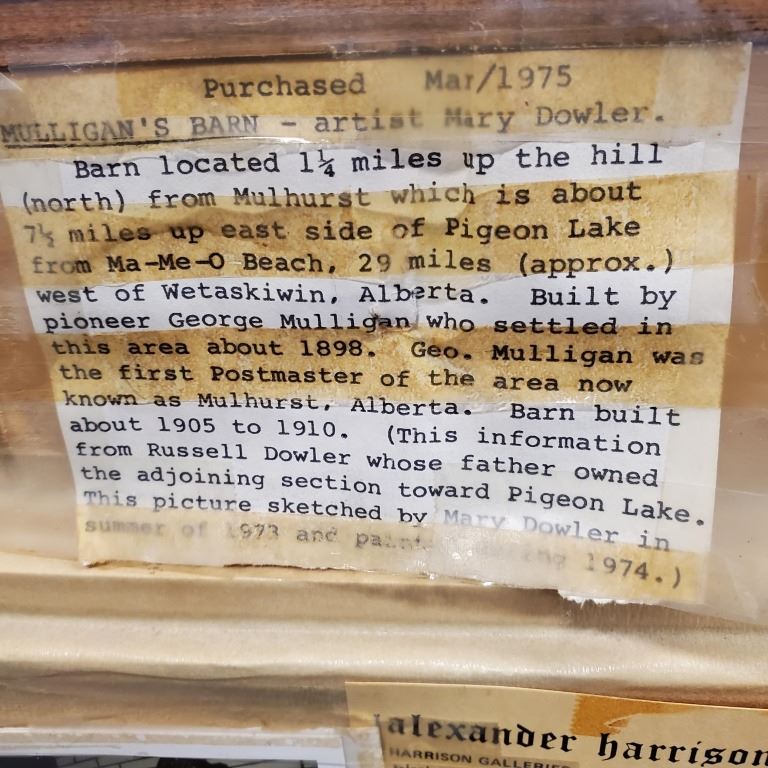 Purchased Mar/1975
MULLIGAN'S BARN - artist Mary Dowler.
Barn located 1¼ miles up the hill
(north) from Mulhurst which is about
7½ miles up east side of Pigeon Lake
from Ma-Me-O Beach, 29 miles (approx.)
west of Wetaskiwin, Alberta. Built by
pioneer George Mulligan who settled in
this area about 1898. Geo. Mulligan was
the first Postmaster of the area now
known as Mulhurst, Alberta. Barn built
about 1905 to 1910. (This information
from Russell Dowler whose father owned
the adjoining section toward Pigeon Lake.
This picture sketched by Mary Dowler in
summer of 1973 and 1974.)
alexander harrison
HARRISON GALLERIES